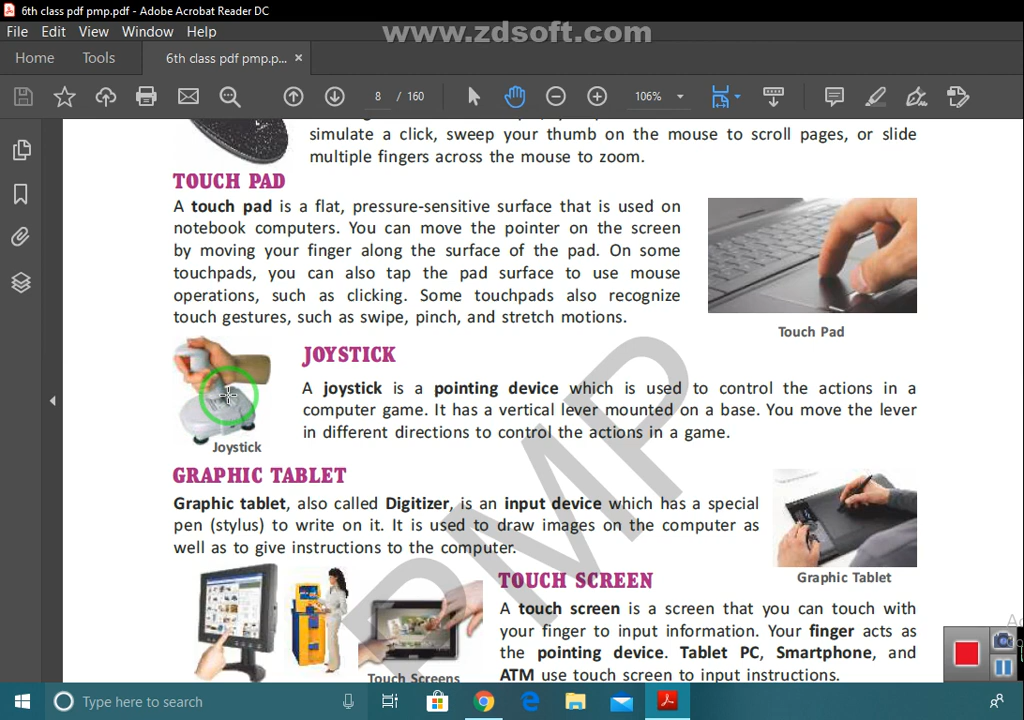 6th class pdf pmp.pdf - Adobe Acrobat Reader DC
File Edit View Window Help
www.zdsoft.com
Home Tools 6th class pdf pmp.p... ×
8 / 160 106%
simulate a click, sweep your thumb on the mouse to scroll pages, or slide
multiple fingers across the mouse to zoom.
TOUCH PAD
A touch pad is a flat, pressure-sensitive surface that is used on
notebook computers. You can move the pointer on the screen
by moving your finger along the surface of the pad. On some
touchpads, you can also tap the pad surface to use mouse
operations, such as clicking. Some touchpads also recognize
touch gestures, such as swipe, pinch, and stretch motions.
Touch Pad
JOYSTICK
A joystick is a pointing device which is used to control the actions in a
computer game. It has a vertical lever mounted on a base. You move the lever
in different directions to control the actions in a game.
Joystick
GRAPHIC TABLET
Graphic tablet, also called Digitizer, is an input device which has a special
pen (stylus) to write on it. It is used to draw images on the computer as
well as to give instructions to the computer.
Graphic Tablet
TOUCH SCREEN
A touch screen is a screen that you can touch with
your finger to input information. Your finger acts as
the pointing device. Tablet PC, Smartphone, and
ATM use touch screen to input instructions.
Touch Screens
PMP
Type here to search